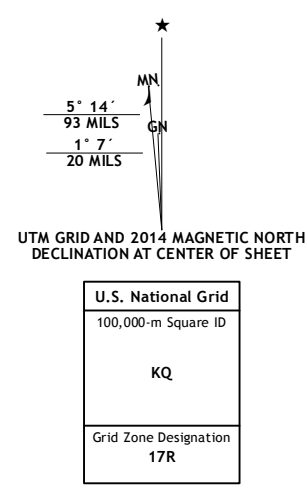 ★
MN
5° 14´
93 MILS
GN
1° 7´
20 MILS
UTM GRID AND 2014 MAGNETIC NORTH
DECLINATION AT CENTER OF SHEET
U.S. National Grid
100,000-m Square ID
KQ
Grid Zone Designation
17R